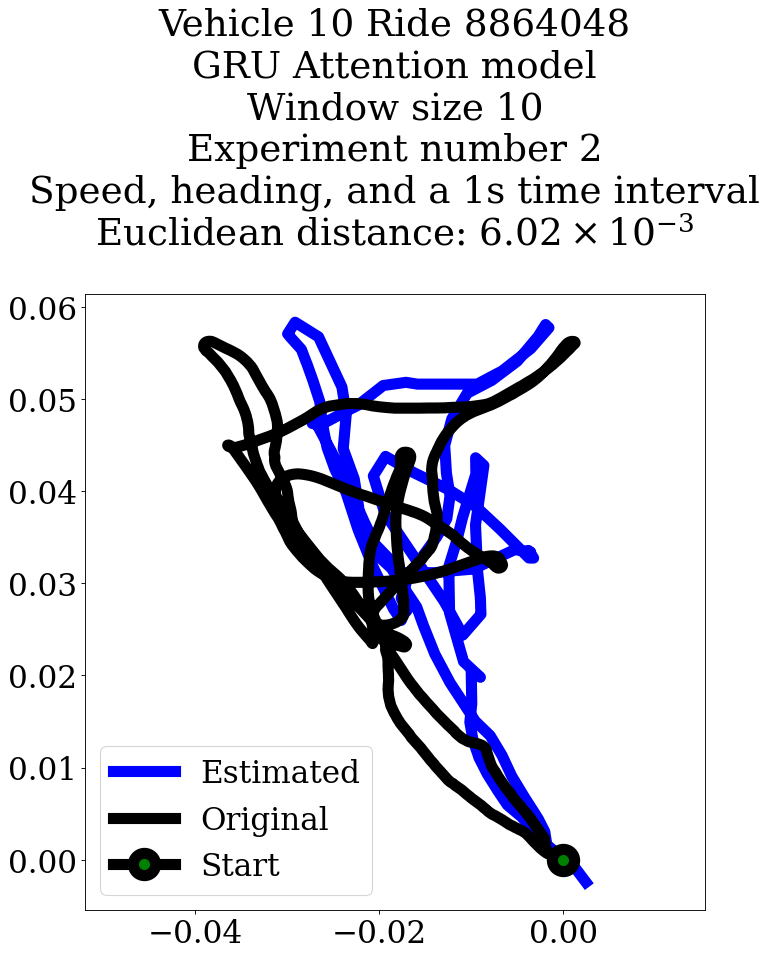 Vehicle 10 Ride 8864048
GRU Attention model
Window size 10
Experiment number 2
Speed, heading, and a 1s time interval
Euclidean distance: 6.02 × 10⁻³
0.06
0.05
0.04
0.03
0.02
0.01
0.00
Estimated
Original
Start
−0.04
−0.02
0.00